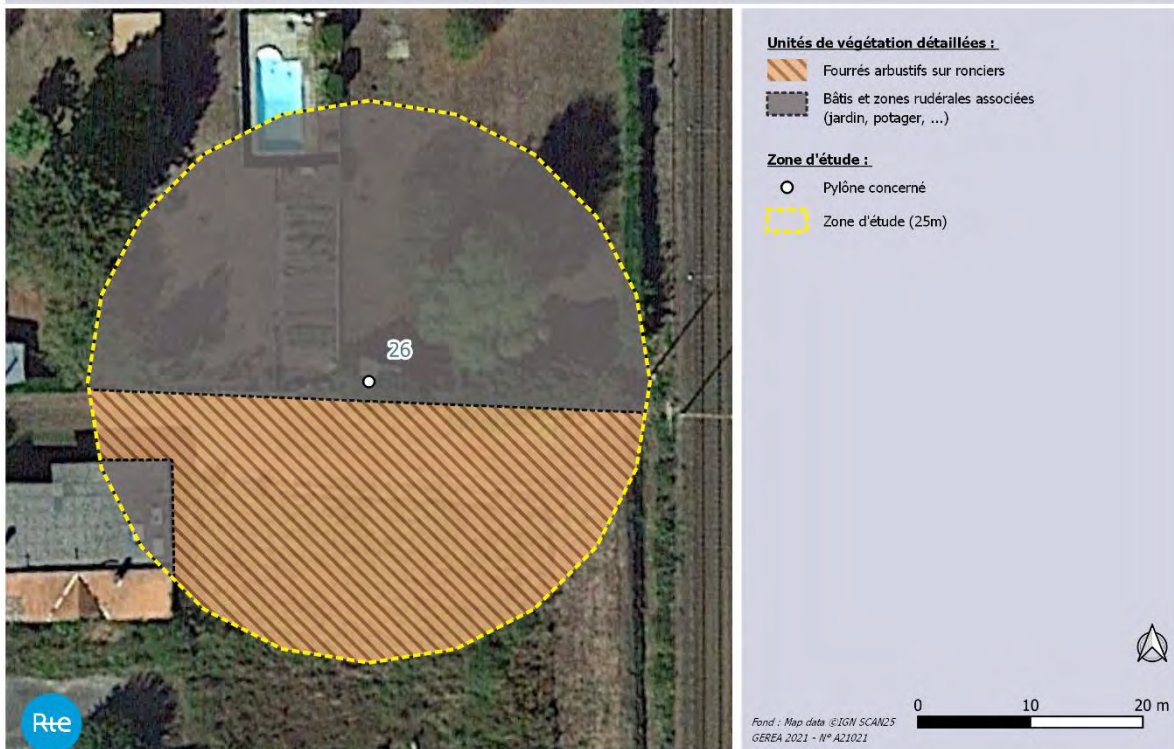 Unités de végétation détaillées :
Fourrés arbustifs sur ronciers
Bâtis et zones rudérales associées
(jardin, potager, ...)
Zone d'étude :
Pylône concerné
Zone d'étude (25m)
26
Rte
Fond : Map data ©IGN SCAN25
GEREA 2021 - N° A21021
0 10 20 m